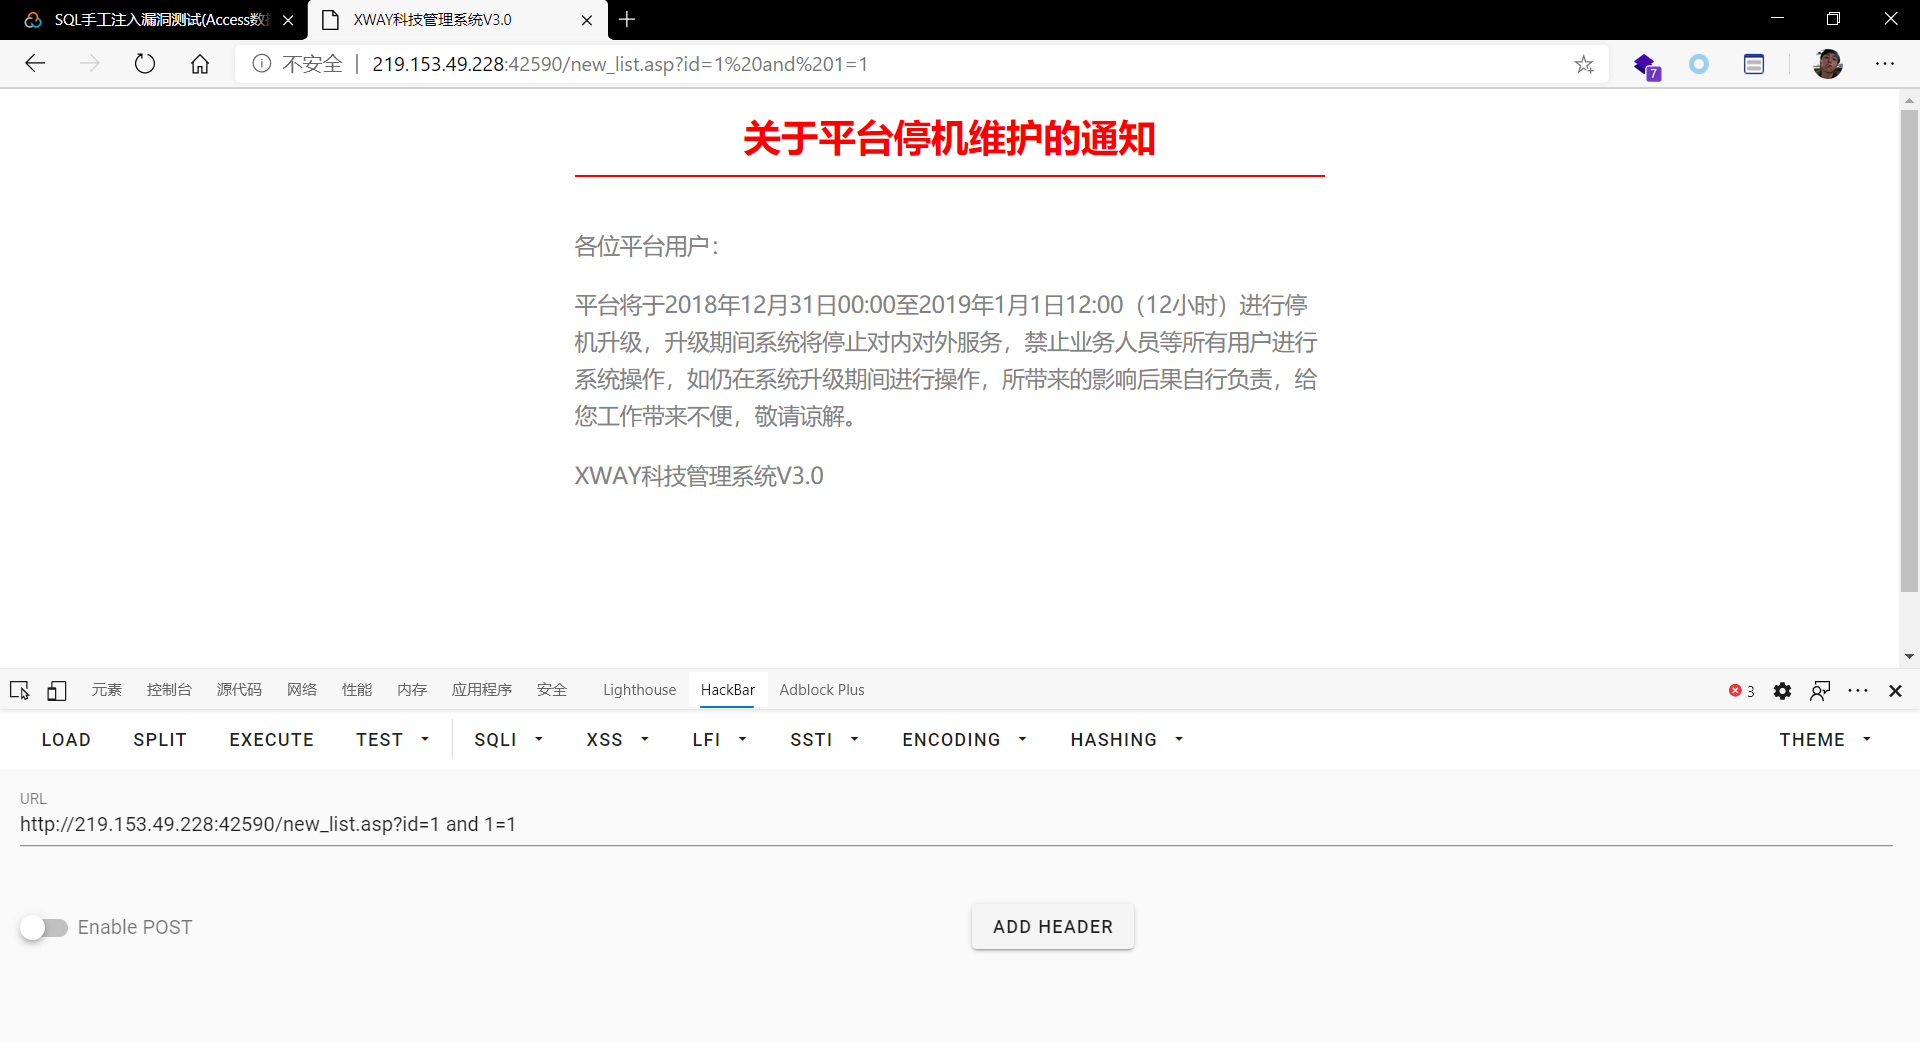 SQL手工注入漏洞测试(Access数据
XWAY科技管理系统V3.0
不安全
219.153.49.228:42590/new_list.asp?id=1%20and%201=1
7
关于平台停机维护的通知
各位平台用户：
平台将于2018年12月31日00:00至2019年1月1日12:00（12小时）进行停
机升级，升级期间系统将停止对内对外服务，禁止业务人员等所有用户进行
系统操作，如仍在系统升级期间进行操作，所带来的影响后果自行负责，给
您工作带来不便，敬请谅解。
XWAY科技管理系统V3.0
元素 控制台 源代码 网络 性能 内存 应用程序 安全 Lighthouse HackBar Adblock Plus 3
LOAD SPLIT EXECUTE TEST SQLI XSS LFI SSTI ENCODING HASHING THEME
URL
http://219.153.49.228:42590/new_list.asp?id=1 and 1=1
Enable POST ADD HEADER